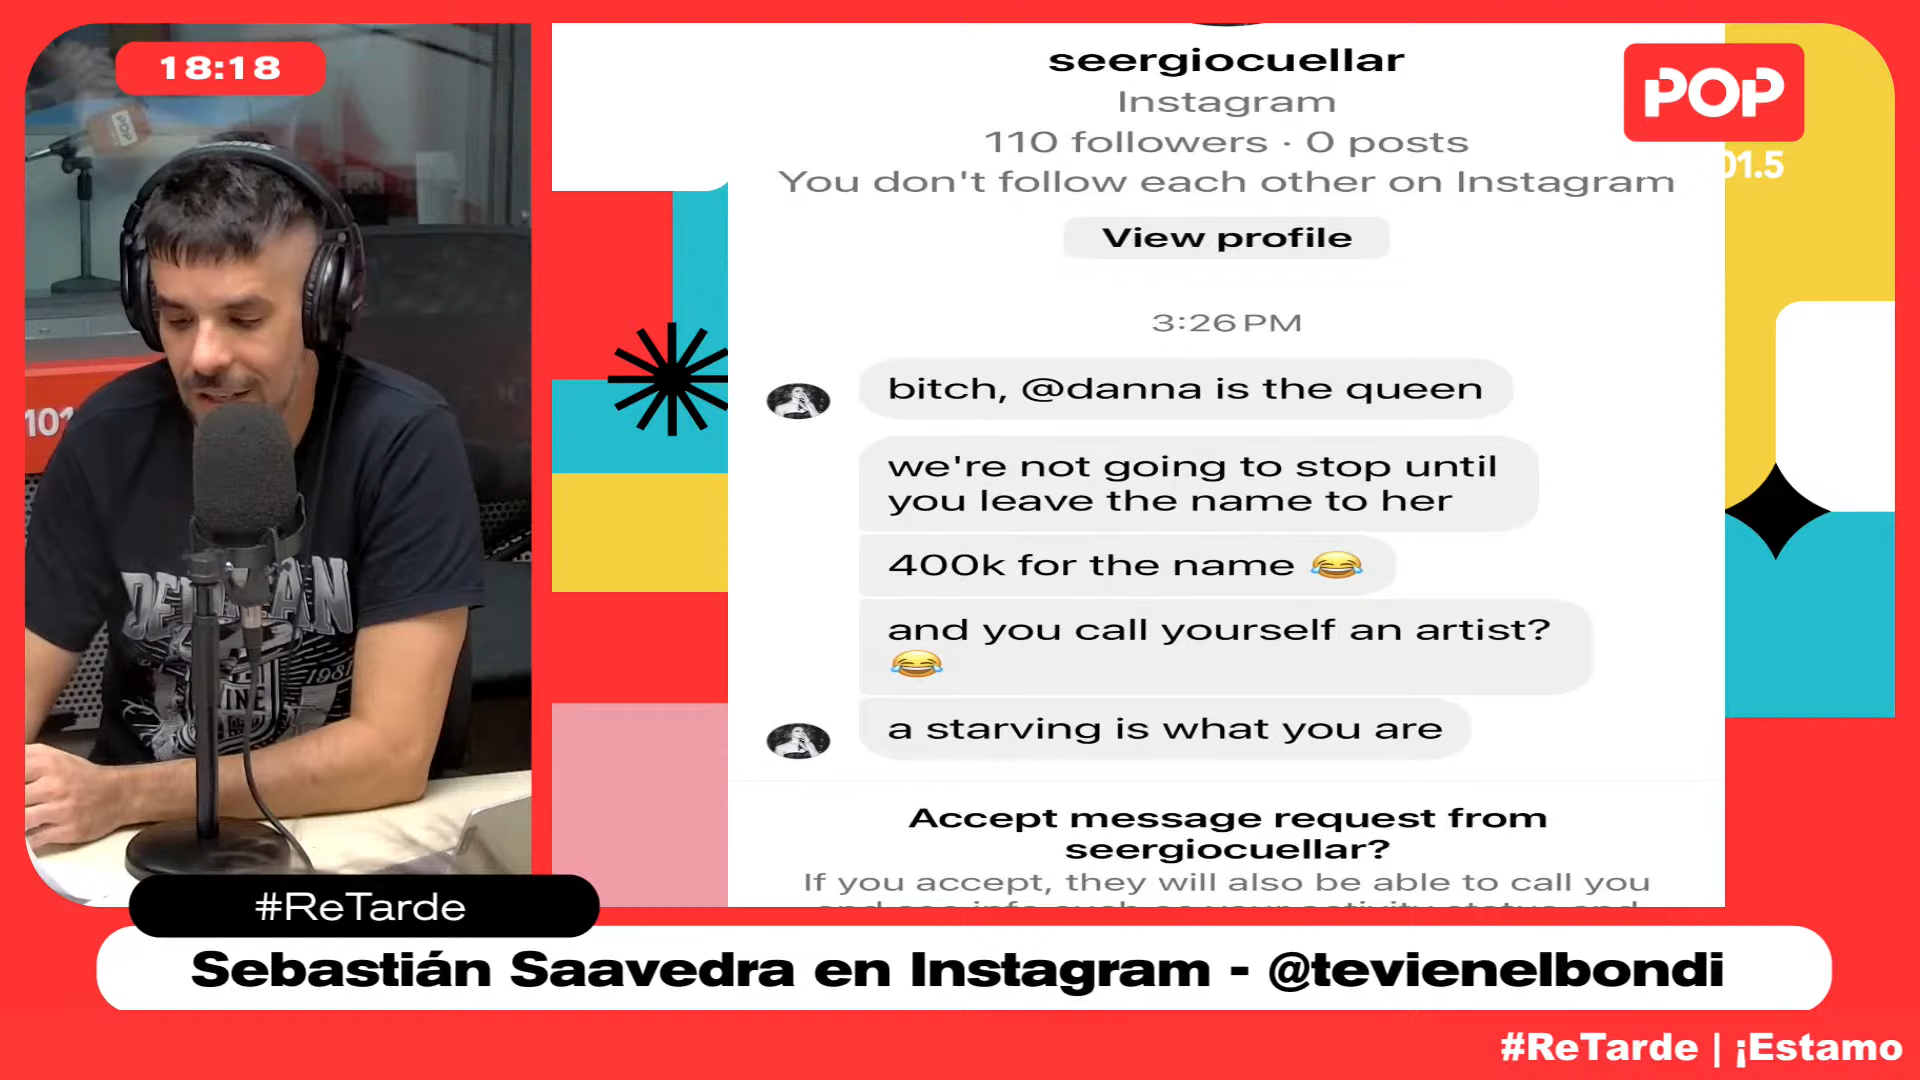 18:18
POP
101
DELMAN
1987
seergiocuellar
Instagram
110 followers · 0 posts
You don't follow each other on Instagram
View profile
3:26 PM
bitch, @danna is the queen
we're not going to stop until
you leave the name to her
400k for the name 😂
and you call yourself an artist?
😂
a starving is what you are
Accept message request from
seergiocuellar?
If you accept, they will also be able to call you
POP
01.5
#ReTarde
Sebastián Saavedra en Instagram - @tevienelbondi
#ReTarde | ¡Estamo